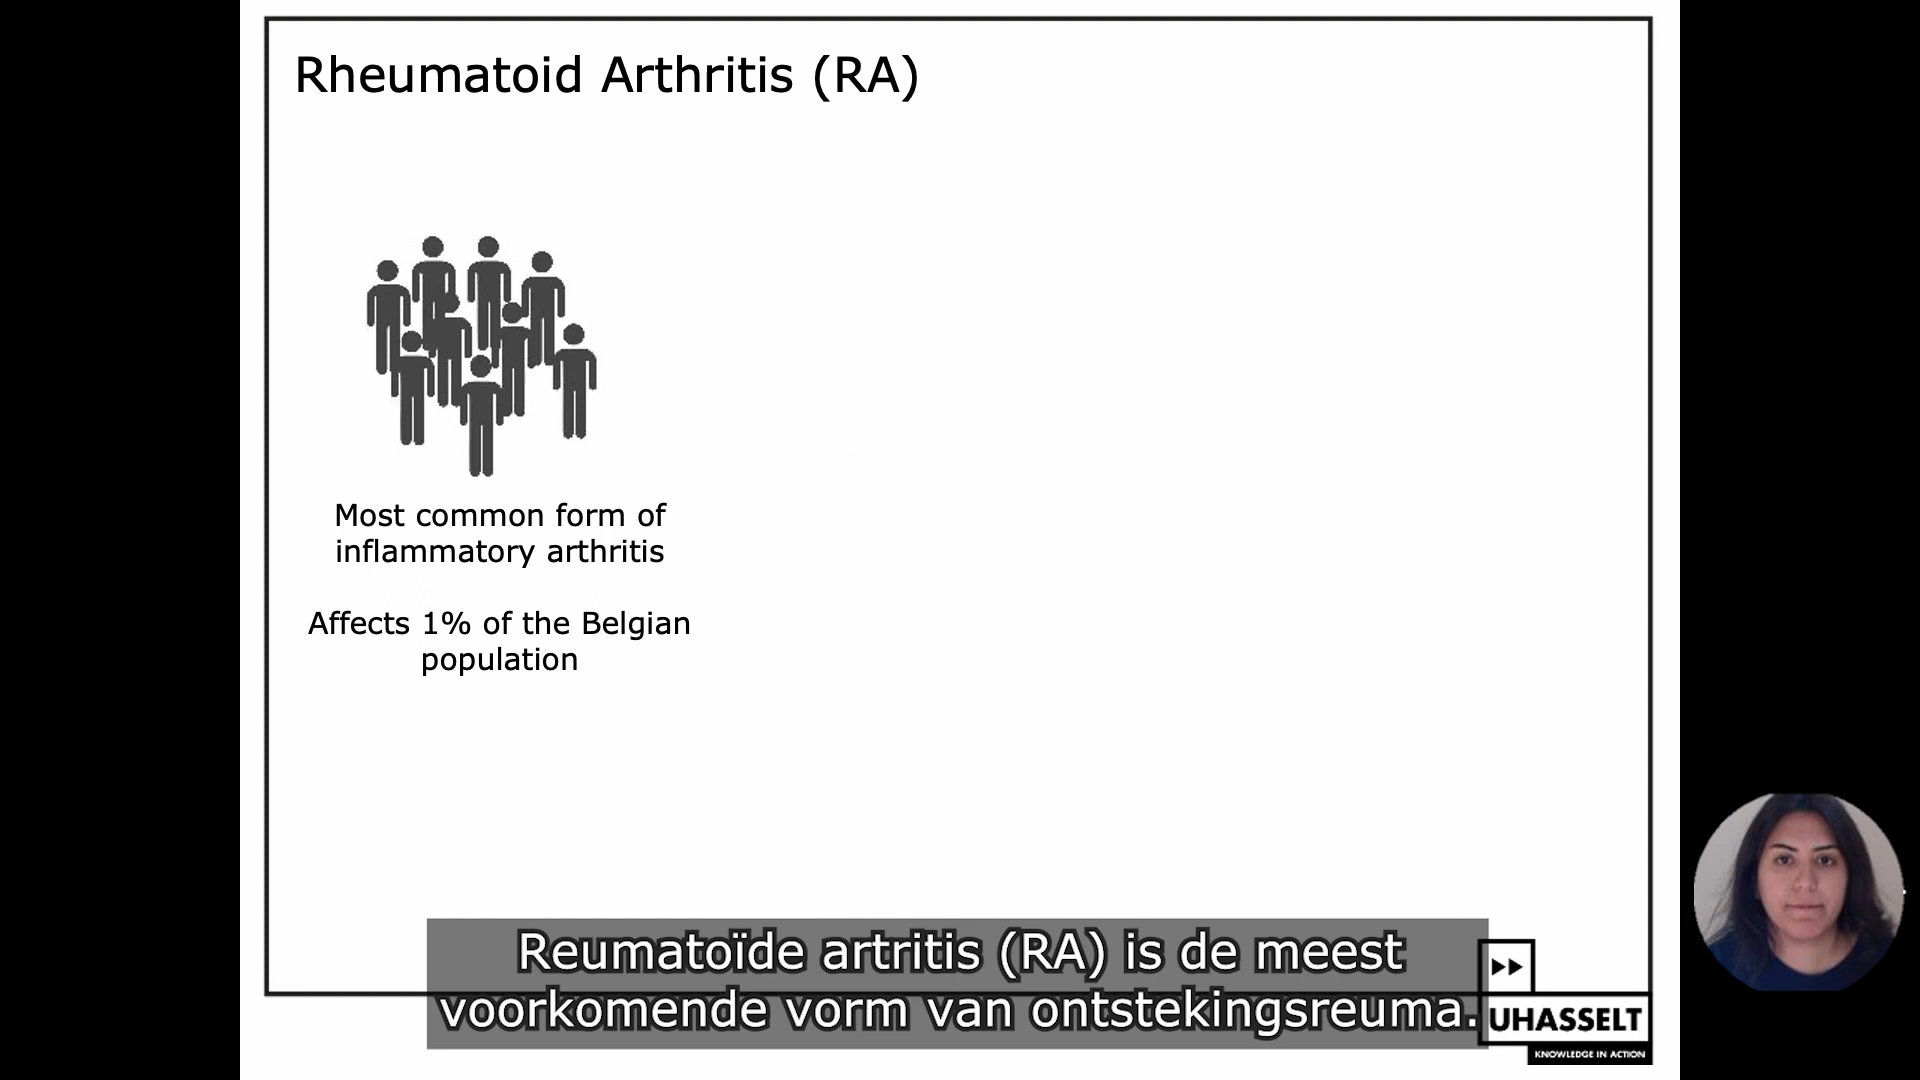 Rheumatoid Arthritis (RA)
Most common form of
inflammatory arthritis
Affects 1% of the Belgian
population
Reumatoïde artritis (RA) is de meest
voorkomende vorm van ontstekingsreuma.
UHASSELT
KNOWLEDGE IN ACTION